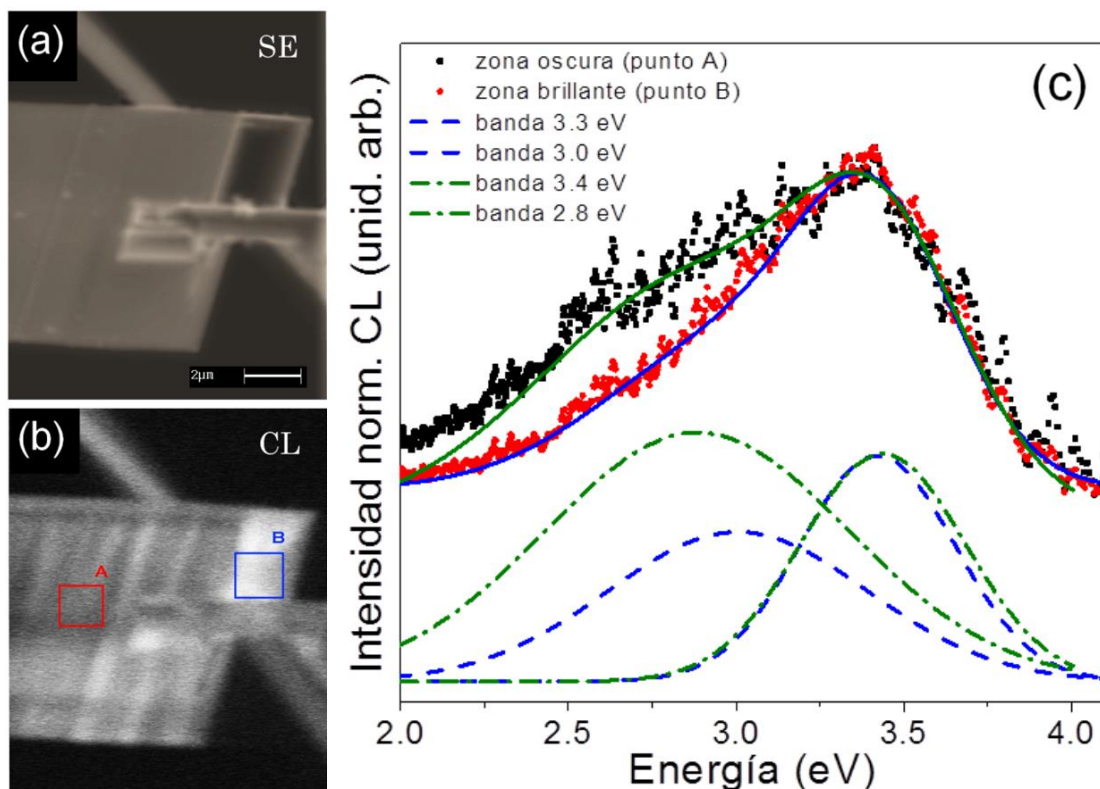 (a)
SE
2µm
(b)
CL
A
B
(c)
zona oscura (punto A)
zona brillante (punto B)
banda 3.3 eV
banda 3.0 eV
banda 3.4 eV
banda 2.8 eV
Intensidad norm. CL (unid. arb.)
2.0 2.5 3.0 3.5 4.0
Energía (eV)